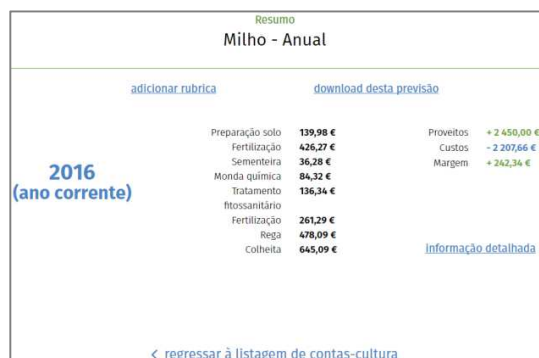 Resumo
Milho - Anual
adicionar rubrica
download desta previsão
2016
(ano corrente)
Preparação solo 139,98 €
Fertilização 426,27 €
Sementeira 36,28 €
Monda química 84,32 €
Tratamento 136,34 €
fitossanitário
Fertilização 261,29 €
Rega 478,09 €
Colheita 645,09 €
Proveitos + 2 450,00 €
Custos - 2 207,66 €
Margem + 242,34 €
informação detalhada
< regressar à listagem de contas-cultura